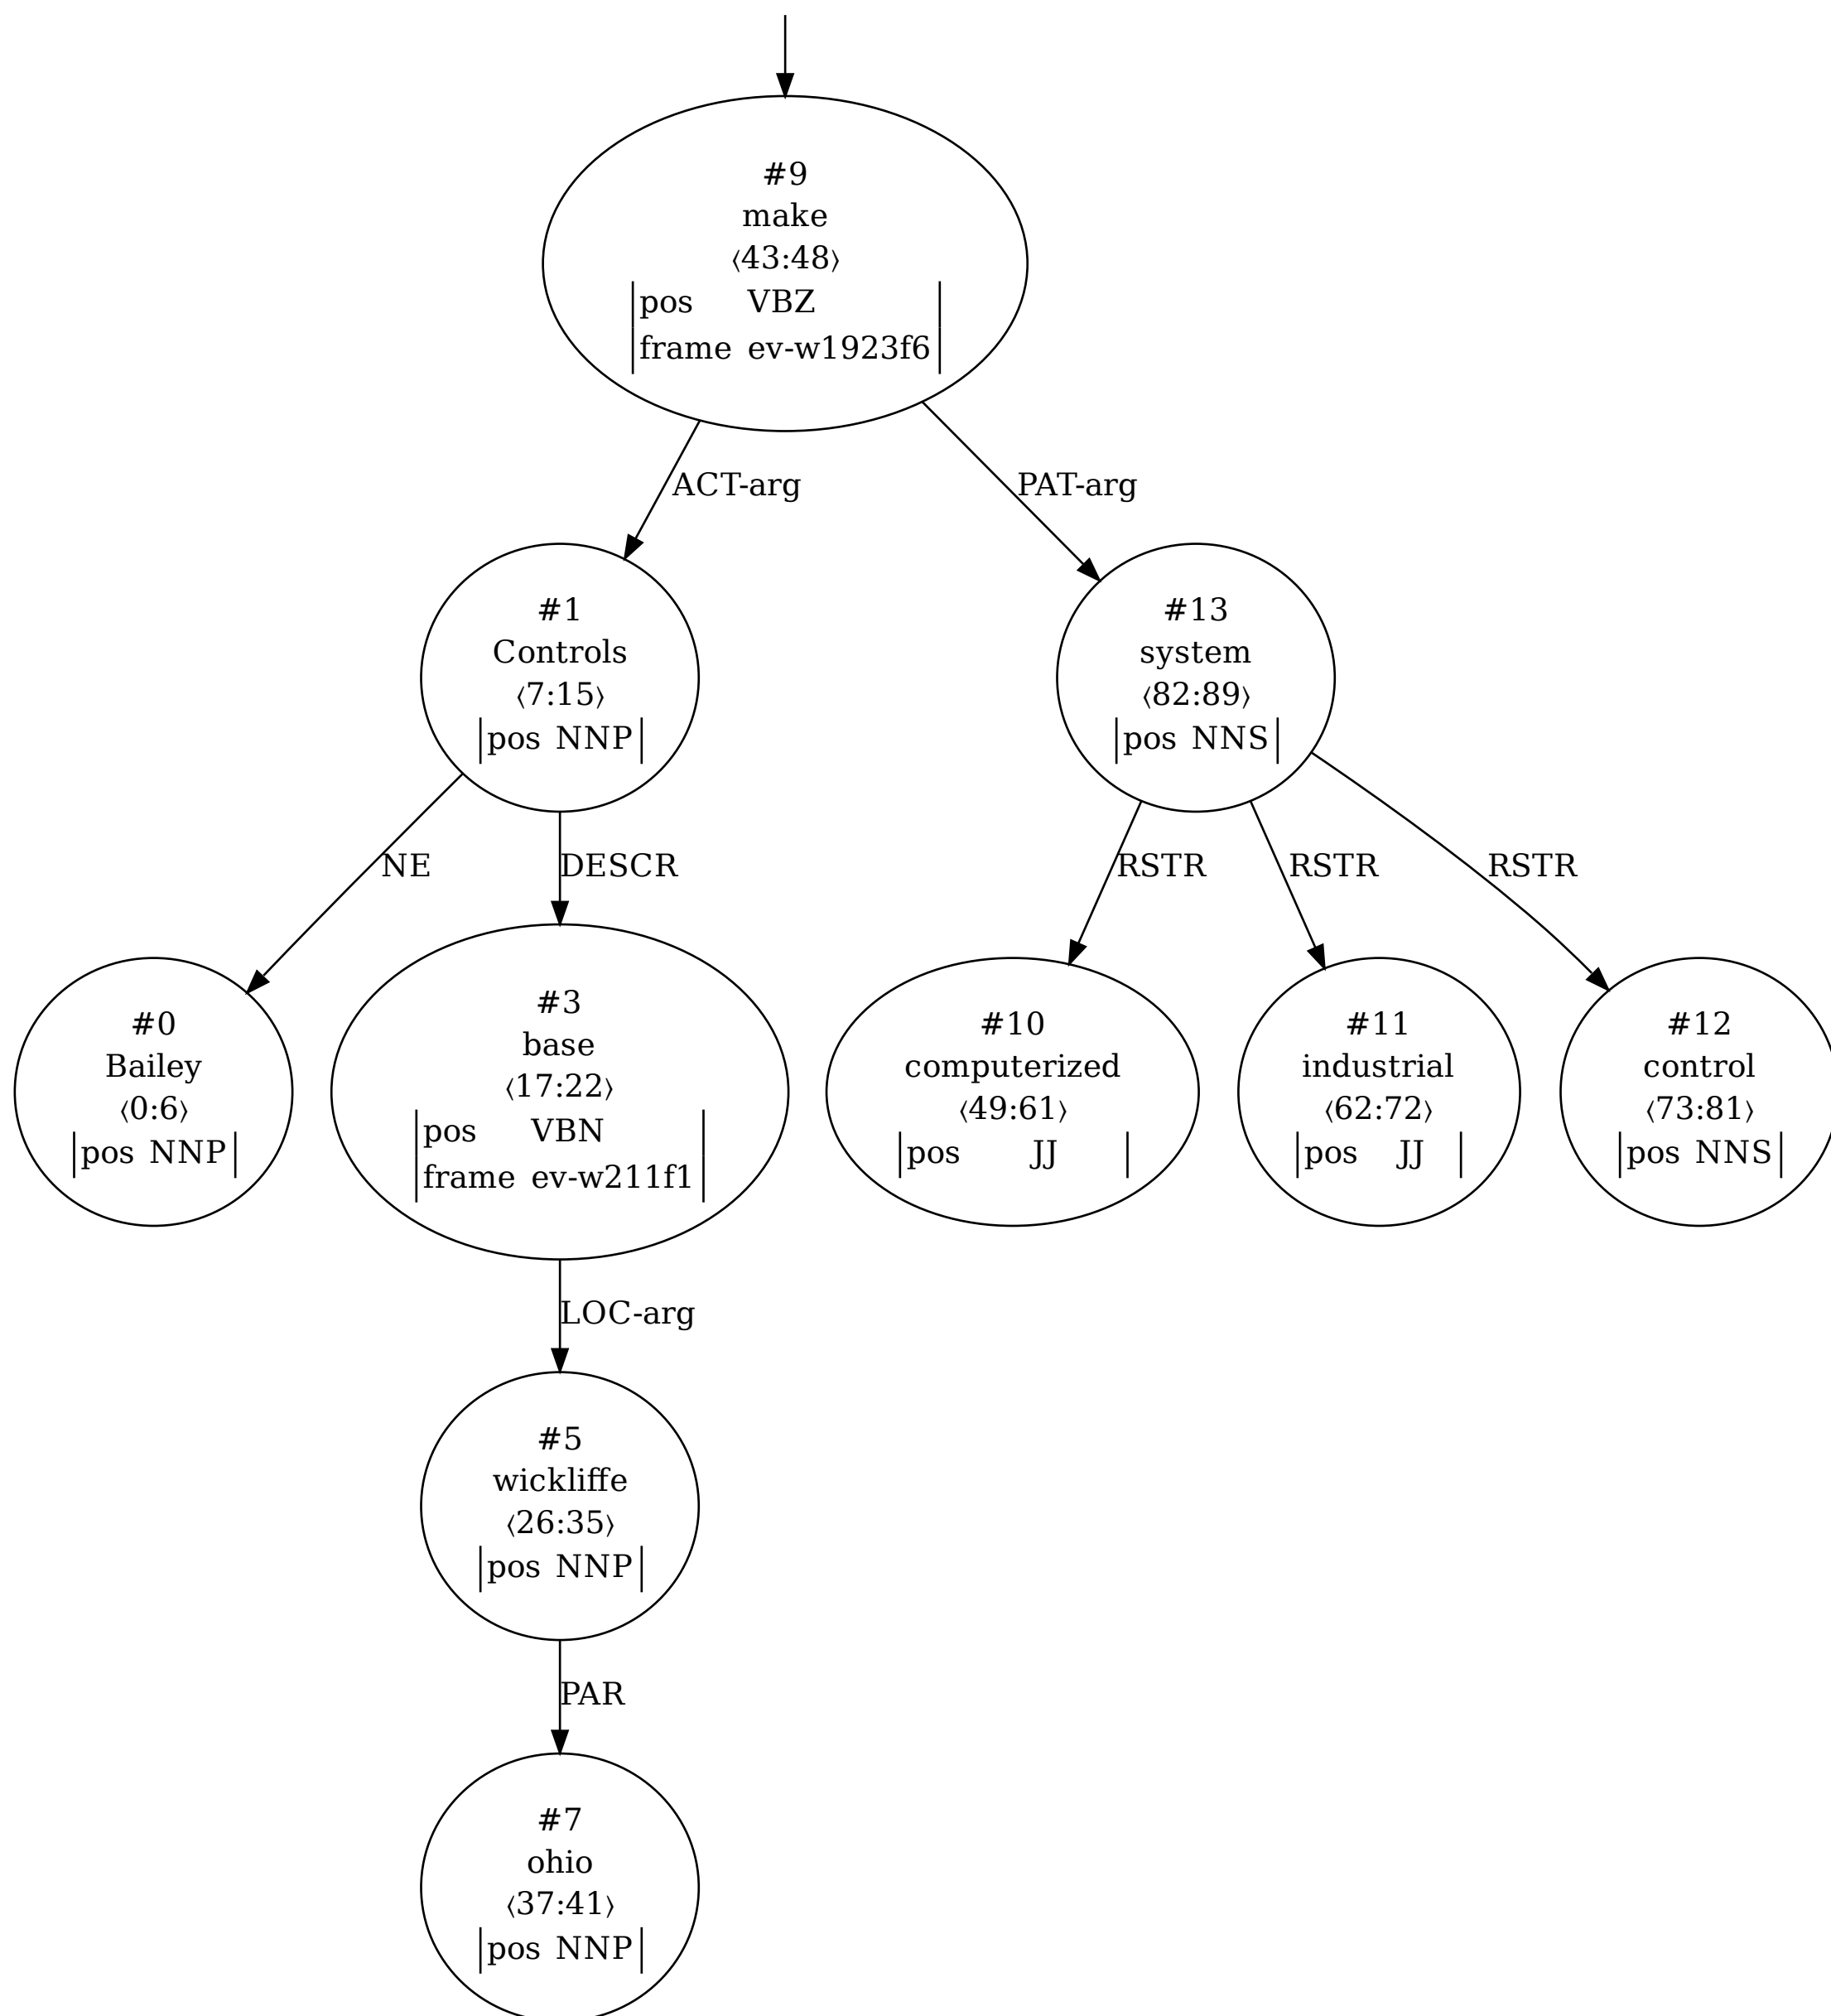 #9
make
⟨43:48⟩
pos VBZ
frame ev-w1923f6
ACT-arg
PAT-arg
#1
Controls
⟨7:15⟩
pos NNP
#13
system
⟨82:89⟩
pos NNS
NE
DESCR
RSTR
RSTR
RSTR
#0
Bailey
⟨0:6⟩
pos NNP
#3
base
⟨17:22⟩
pos VBN
frame ev-w211f1
#10
computerized
⟨49:61⟩
pos JJ
#11
industrial
⟨62:72⟩
pos JJ
#12
control
⟨73:81⟩
pos NNS
LOC-arg
#5
wickliffe
⟨26:35⟩
pos NNP
PAR
#7
ohio
⟨37:41⟩
pos NNP